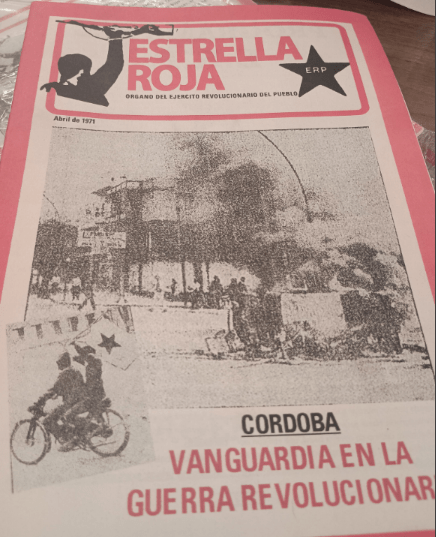 ESTRELLA
ROJA
ERP
ORGANO DEL EJERCITO REVOLUCIONARIO DEL PUEBLO
Abril de 1971
CORDOBA
VANGUARDIA EN LA
GUERRA REVOLUCIONAR